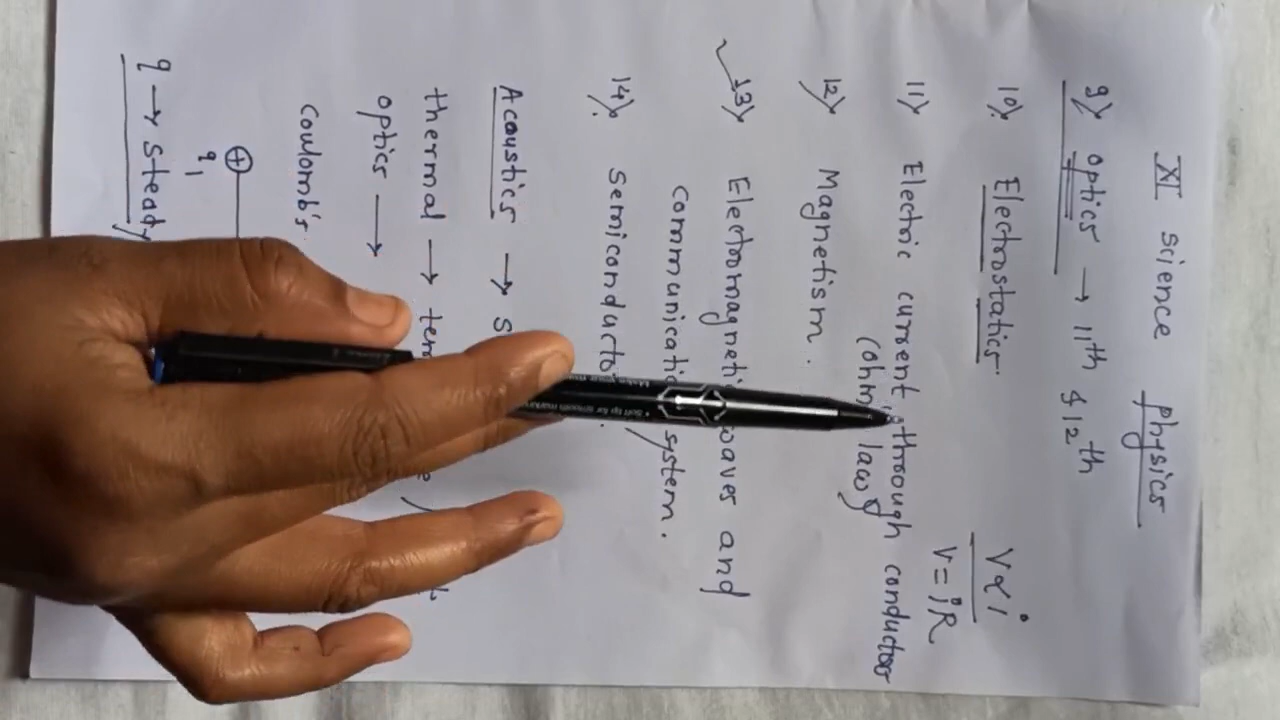 XI science physics
9) optics → 11th & 12th
10) Electrostatics.
V ∝ i
V = iR
11) Electric current through conductor
(ohm's law)
12) Magnetism.
13) Electromagnetic waves and
communication system.
14) semiconductors.
Acoustics → s
thermal →
optics →
coulomb's
⊕
q1
q → steady